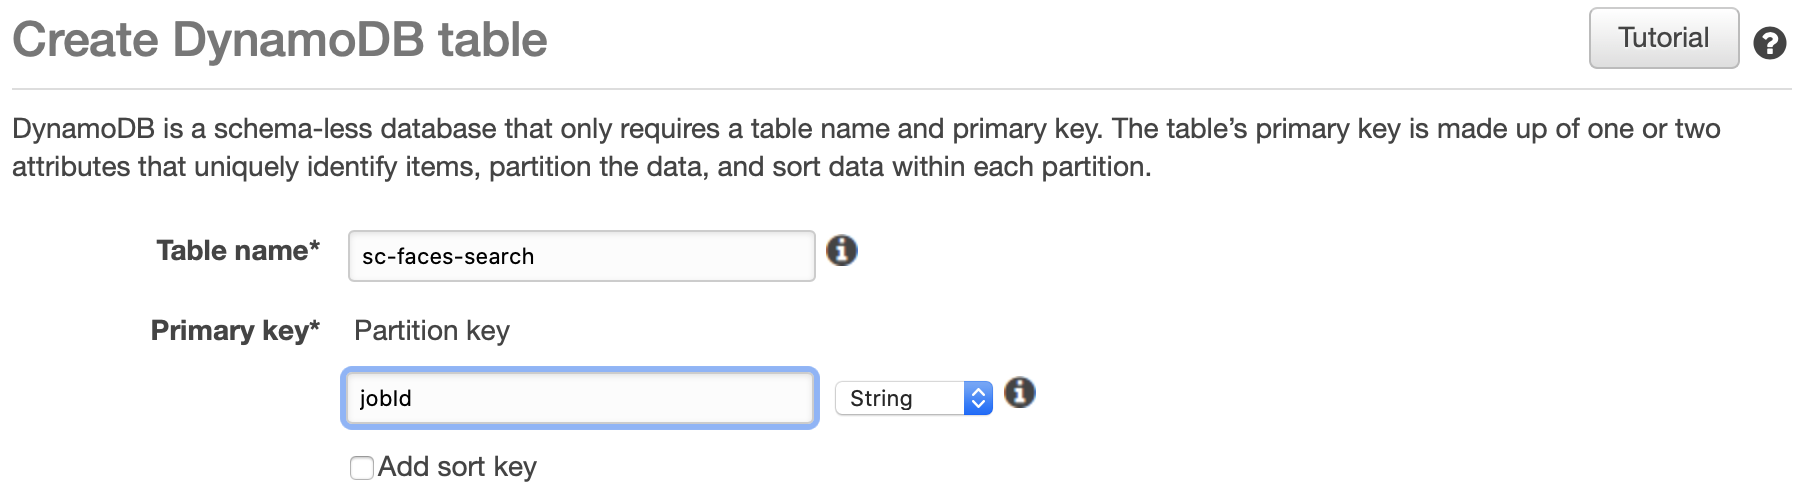 Create DynamoDB table
Tutorial
DynamoDB is a schema-less database that only requires a table name and primary key. The table’s primary key is made up of one or two
attributes that uniquely identify items, partition the data, and sort data within each partition.
Table name* sc-faces-search
Primary key* Partition key
jobId String
Add sort key